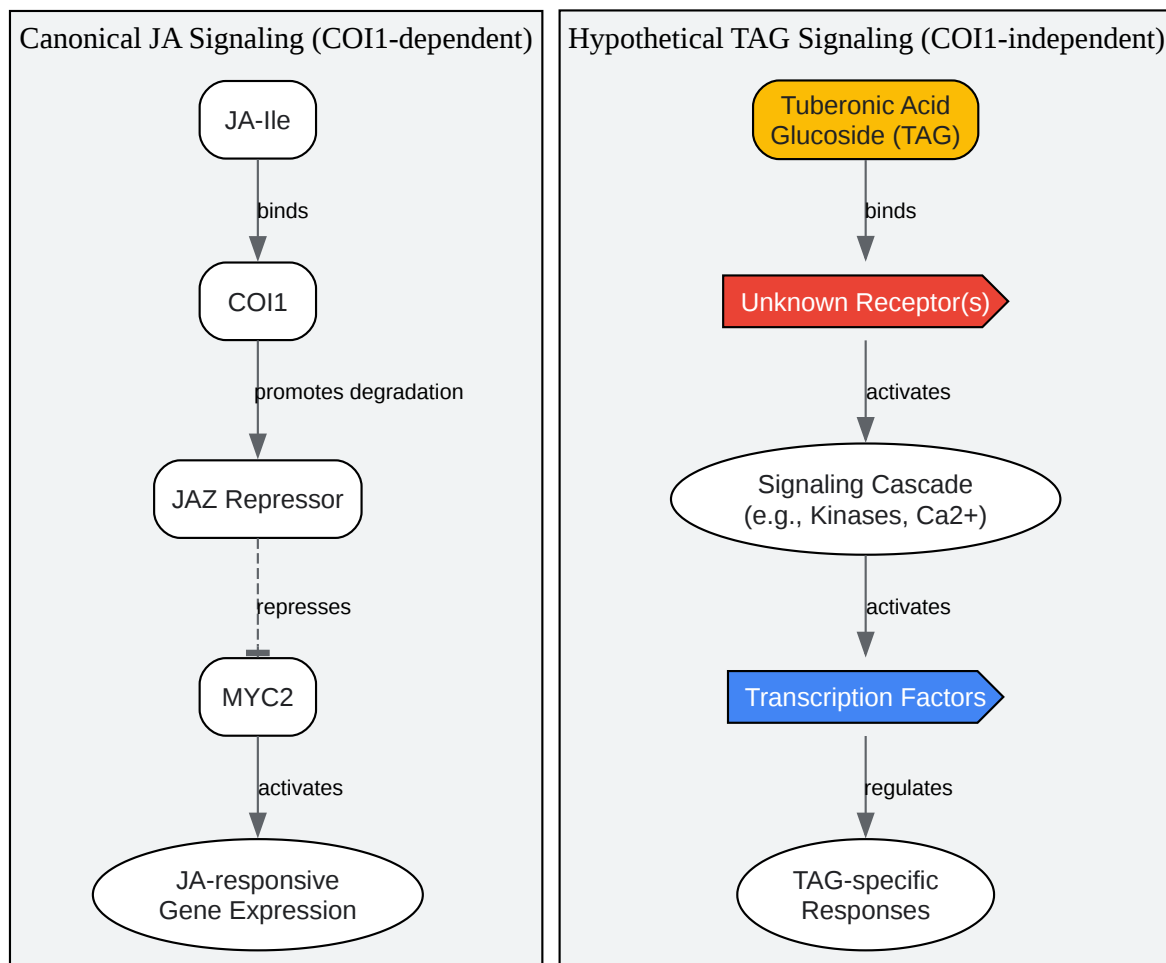 Canonical JA Signaling (COI1-dependent)
JA-Ile
binds
COI1
promotes degradation
JAZ Repressor
represses
MYC2
activates
JA-responsive
Gene Expression
Hypothetical TAG Signaling (COI1-independent)
Tuberonic Acid
Glucoside (TAG)
binds
Unknown Receptor(s)
activates
Signaling Cascade
(e.g., Kinases, Ca2+)
activates
Transcription Factors
regulates
TAG-specific
Responses